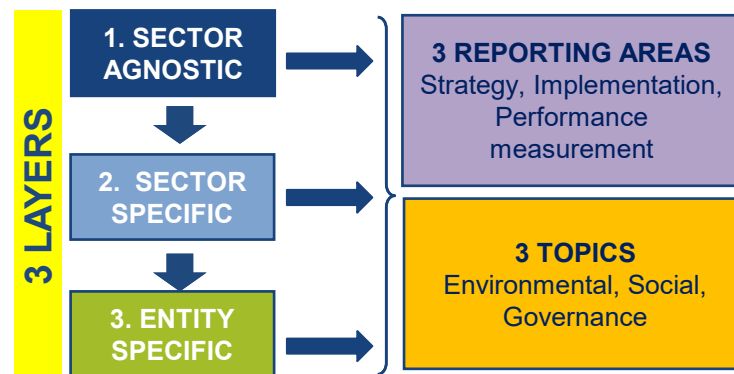 3 LAYERS
1. SECTOR
AGNOSTIC
2. SECTOR
SPECIFIC
3. ENTITY
SPECIFIC
3 REPORTING AREAS
Strategy, Implementation,
Performance
measurement
3 TOPICS
Environmental, Social,
Governance